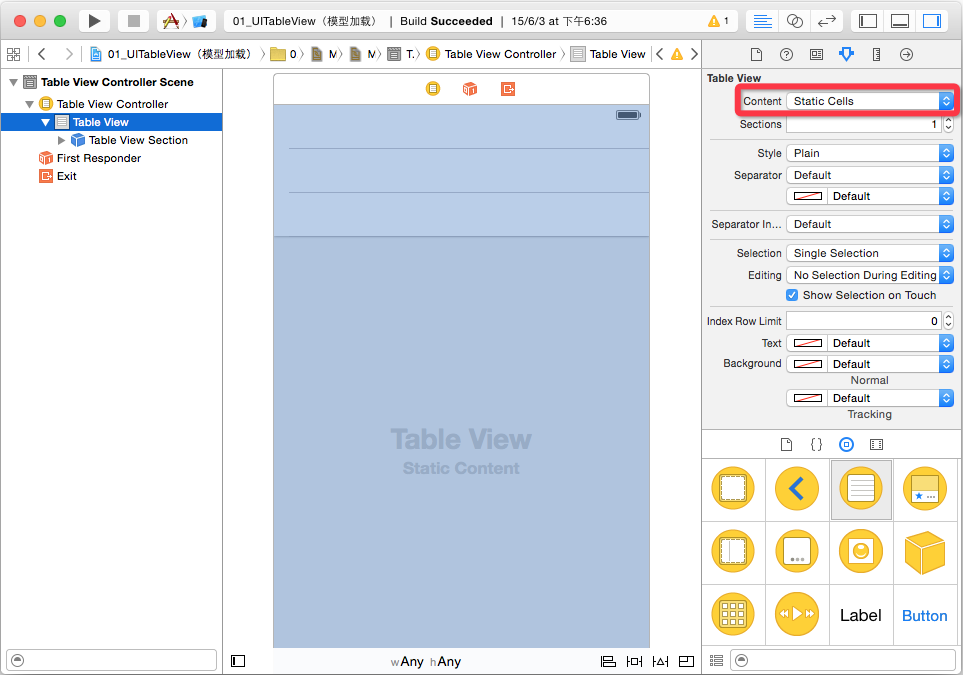 01_UITableView（模型加载） | Build Succeeded | 15/6/3 at 下午6:36
1
01_UITableView（模型加载）
0
M
M
T.
Table View Controller
Table View
Table View Controller Scene
Table View Controller
Table View
Table View Section
First Responder
Exit
Table View
Static Content
wAny hAny
Table View
Content Static Cells
Sections 1
Style Plain
Separator Default
Default
Separator In... Default
Selection Single Selection
Editing No Selection During Editing
Show Selection on Touch
Index Row Limit 0
Text Default
Background Default
Normal
Default
Tracking
{}
Label
Button